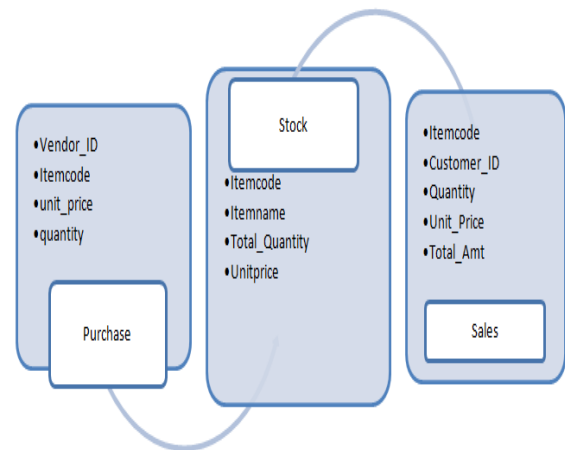 •Vendor_ID
•Itemcode
•unit_price
•quantity
Purchase
Stock
•Itemcode
•Itemname
•Total_Quantity
•Unitprice
•Itemcode
•Customer_ID
•Quantity
•Unit_Price
•Total_Amt
Sales